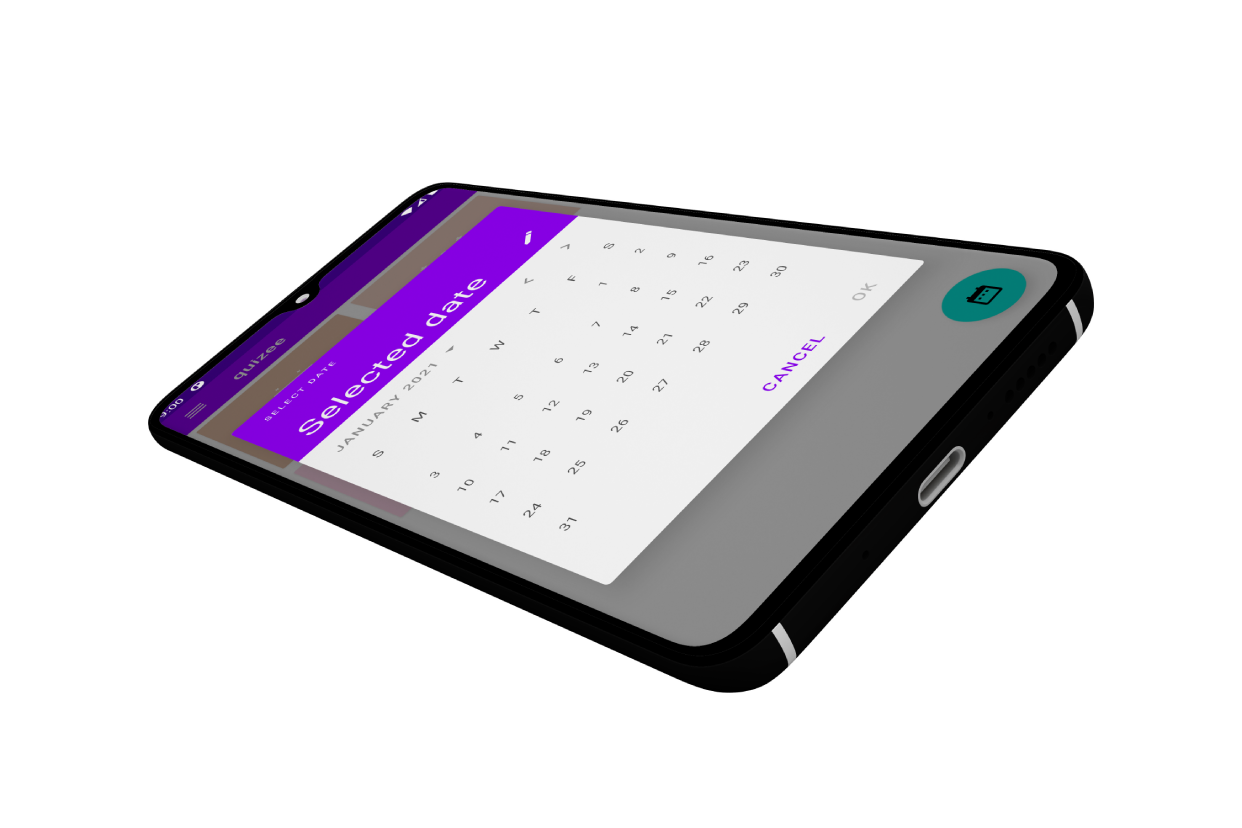 9:00
quizee
SELECT DATE
Selected date
JANUARY 2021
S M T W T F S
1 2
3 4 5 6 7 8 9
10 11 12 13 14 15 16
17 18 19 20 21 22 23
24 25 26 27 28 29 30
31
CANCEL OK